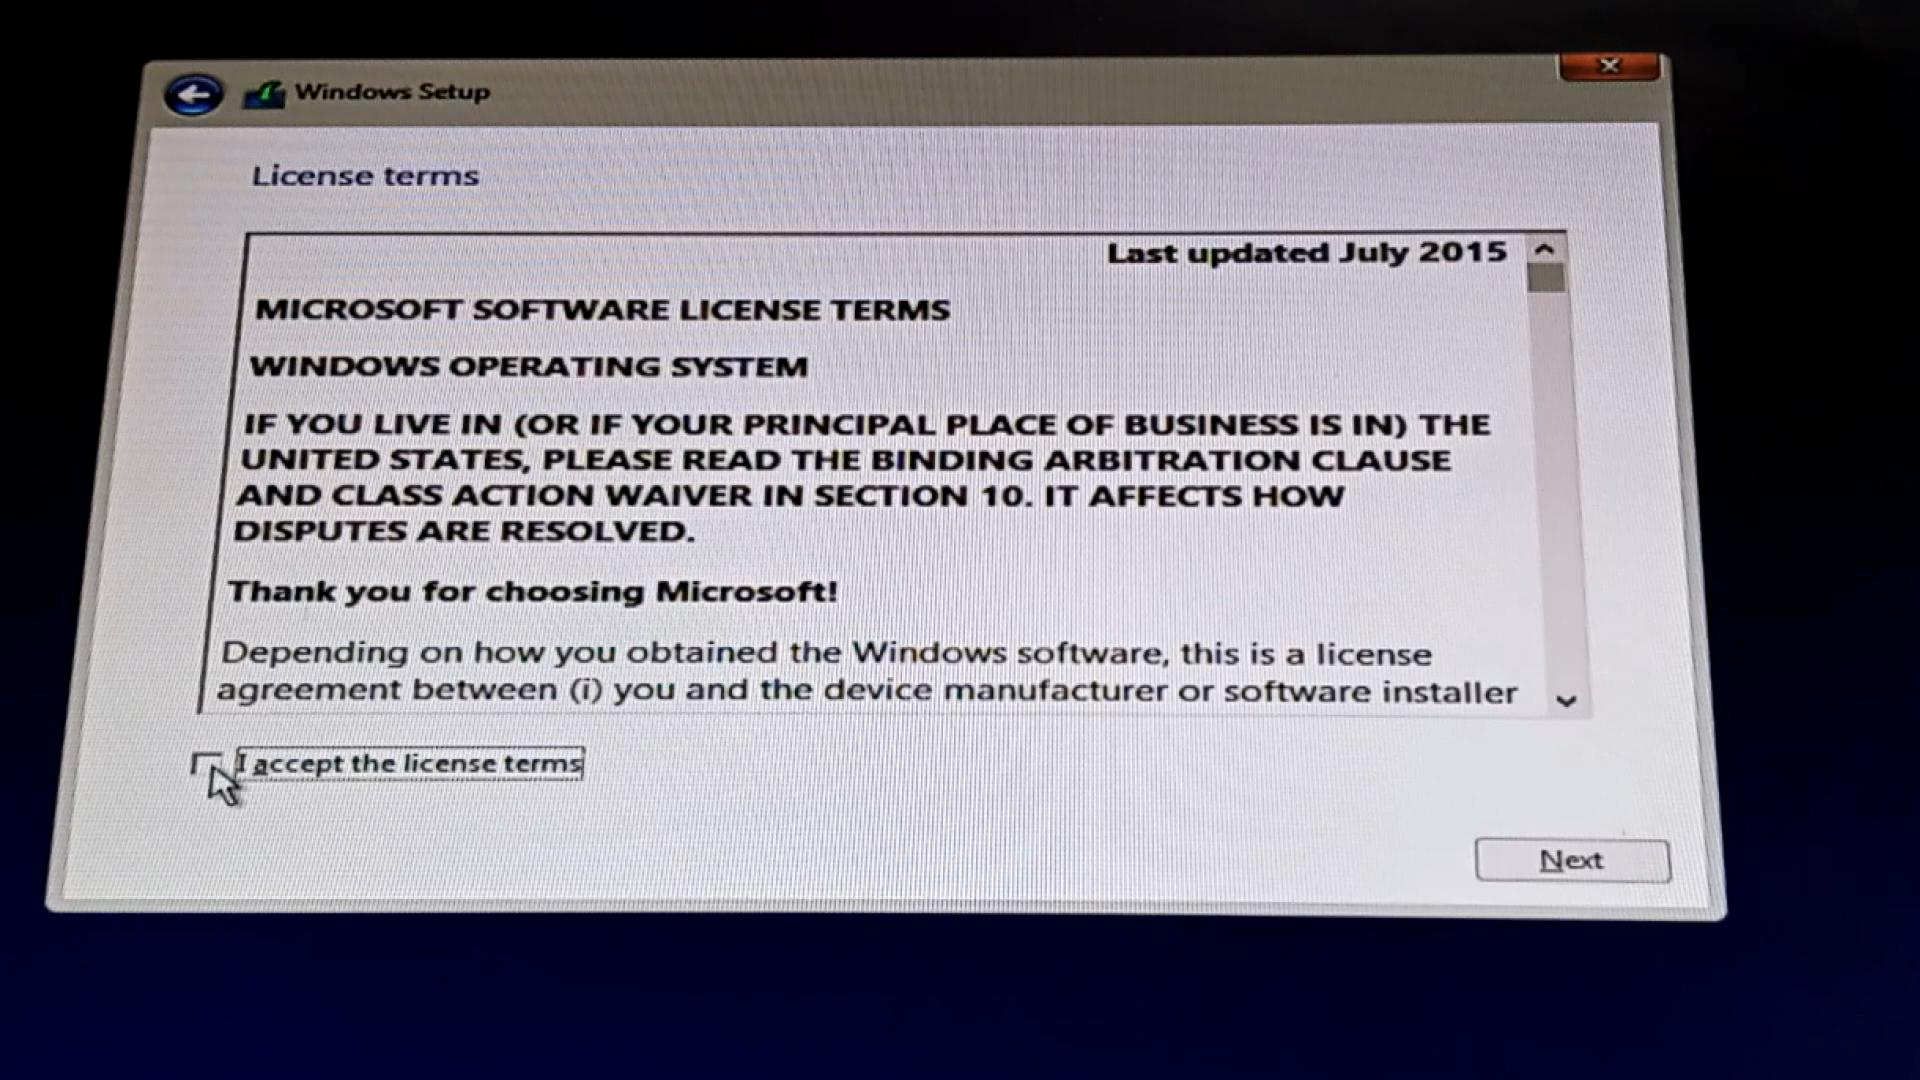 Windows Setup
License terms
Last updated July 2015
MICROSOFT SOFTWARE LICENSE TERMS
WINDOWS OPERATING SYSTEM
IF YOU LIVE IN (OR IF YOUR PRINCIPAL PLACE OF BUSINESS IS IN) THE
UNITED STATES, PLEASE READ THE BINDING ARBITRATION CLAUSE
AND CLASS ACTION WAIVER IN SECTION 10. IT AFFECTS HOW
DISPUTES ARE RESOLVED.
Thank you for choosing Microsoft!
Depending on how you obtained the Windows software, this is a license
agreement between (i) you and the device manufacturer or software installer
I accept the license terms
Next